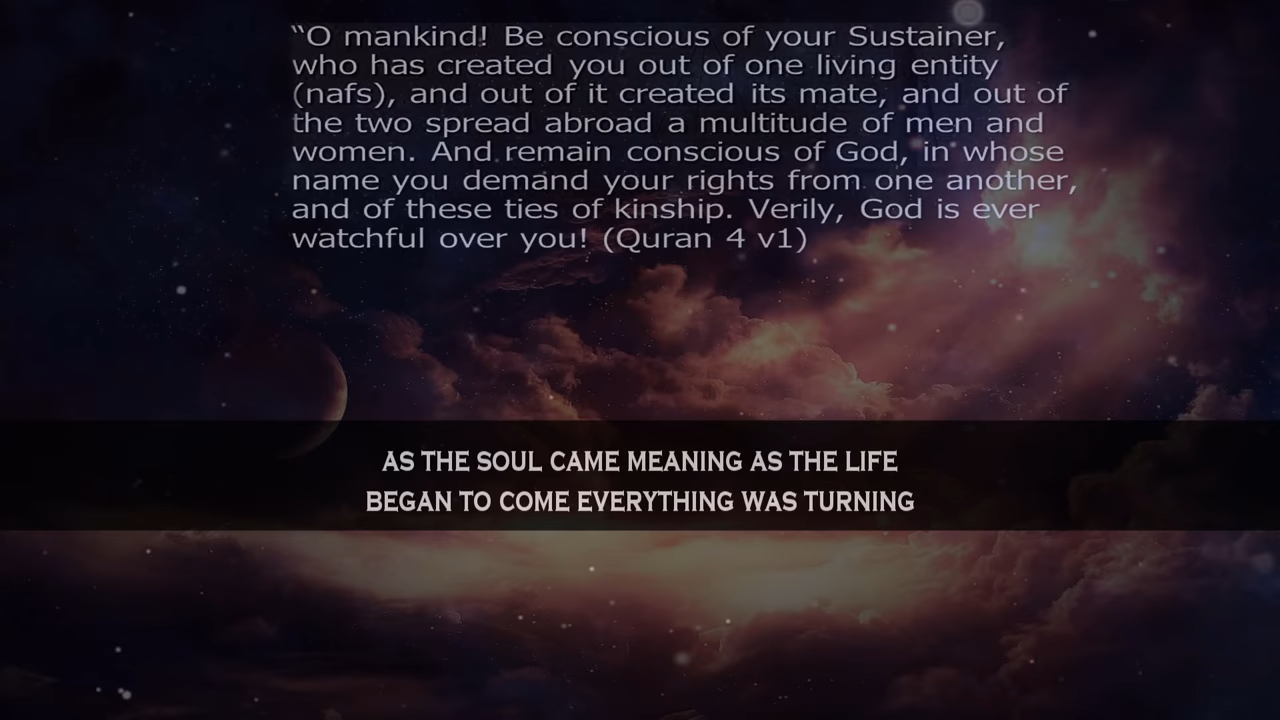 “O mankind! Be conscious of your Sustainer,
who has created you out of one living entity
(nafs), and out of it created its mate, and out of
the two spread abroad a multitude of men and
women. And remain conscious of God, in whose
name you demand your rights from one another,
and of these ties of kinship. Verily, God is ever
watchful over you! (Quran 4 v1)
AS THE SOUL CAME MEANING AS THE LIFE
BEGAN TO COME EVERYTHING WAS TURNING